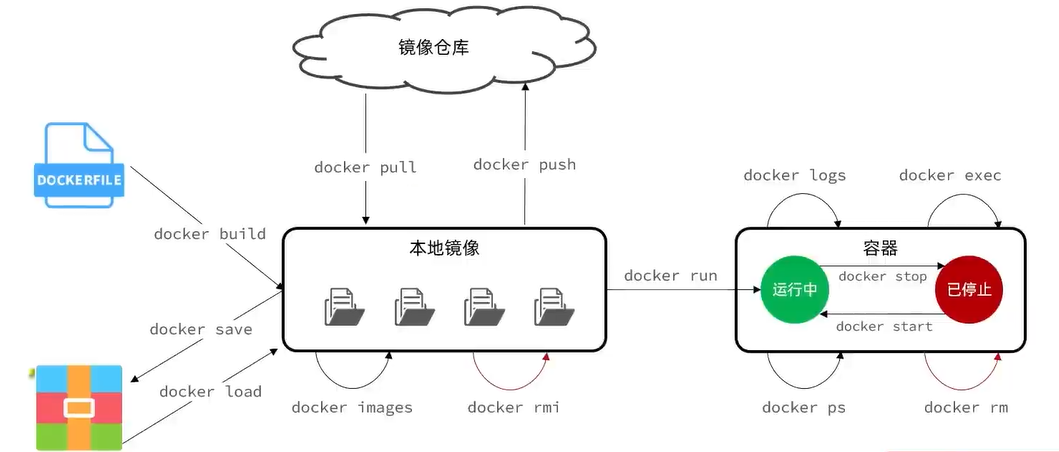 镜像仓库
docker pull
docker push
DOCKERFILE
docker build
docker logs
docker exec
本地镜像
容器
docker run
运行中
docker stop
已停止
docker start
docker save
docker load
docker images
docker rmi
docker ps
docker rm